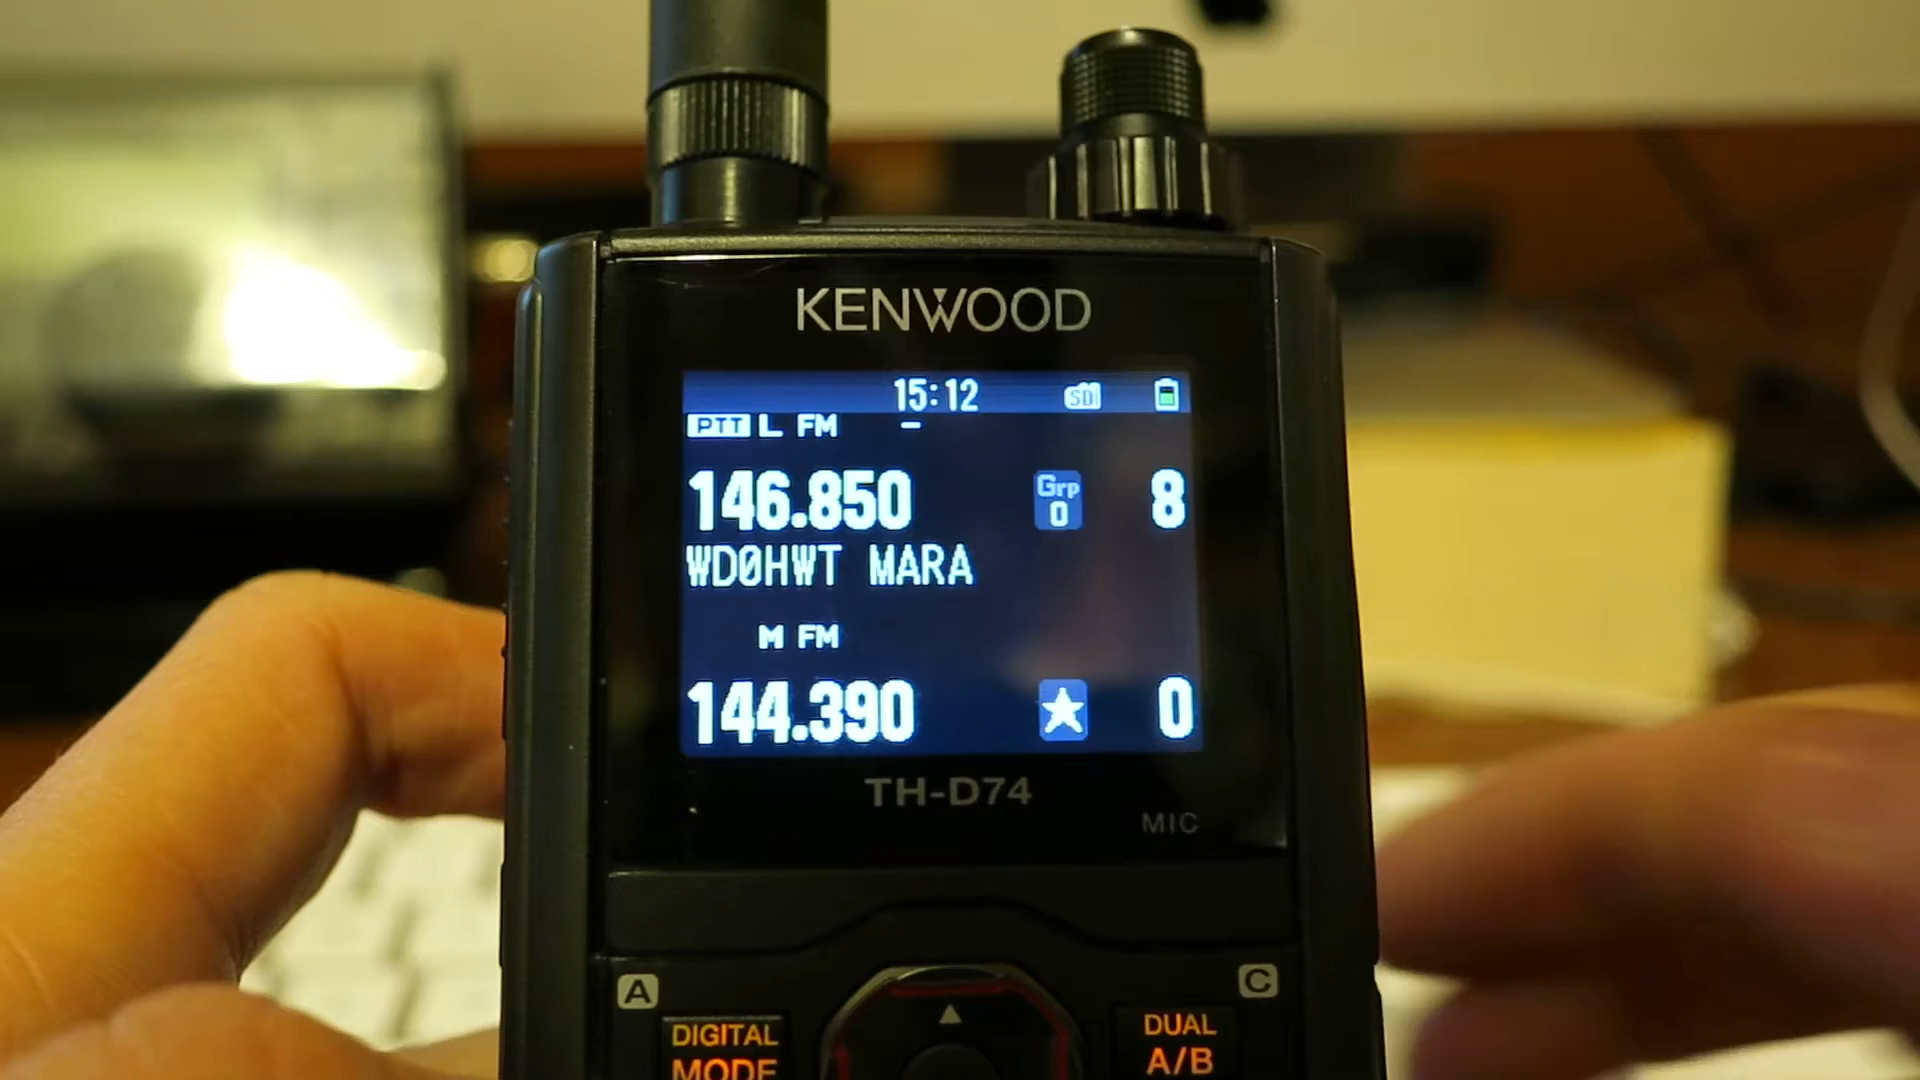 KENWOOD
15:12 SD
PTT L FM -
146.850 Grp 0 8
WD0HWT MARA
M FM
144.390 0
TH-D74
MIC
A C
DIGITAL MODE DUAL A/B